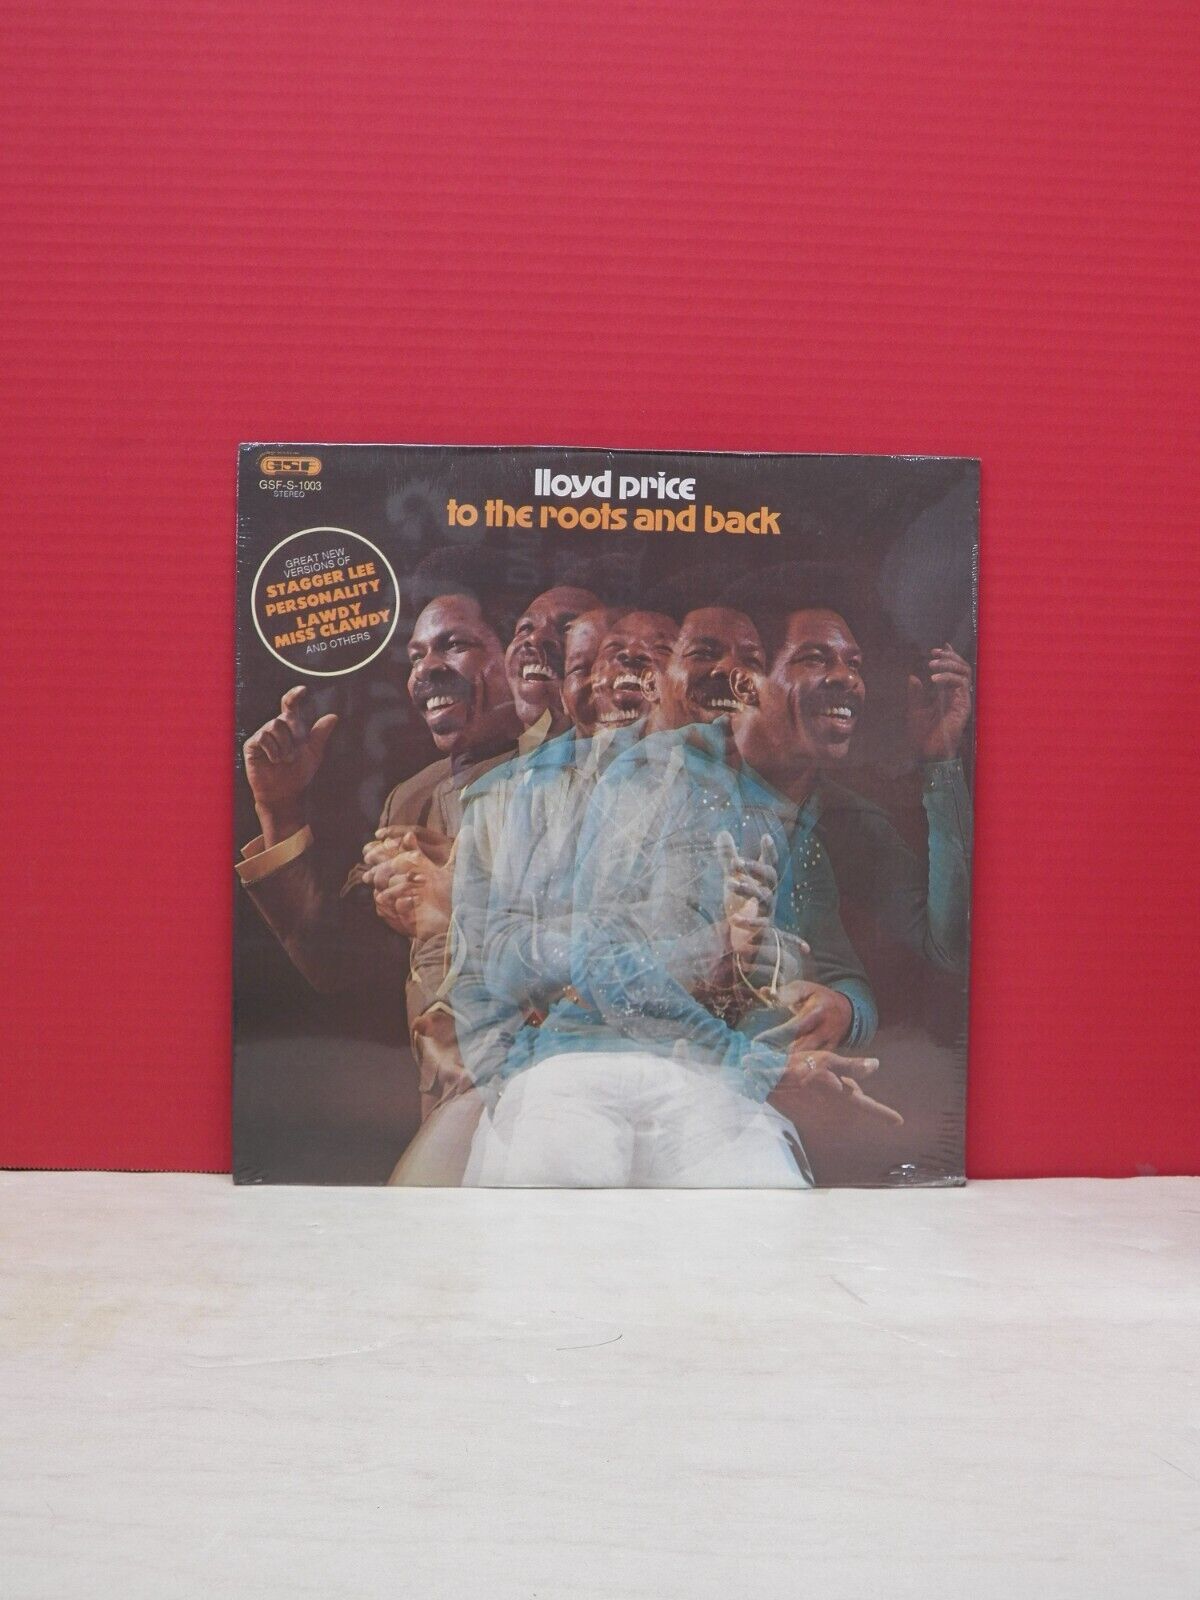 GSF
GSF-S-1003
STEREO
lloyd price
to the roots and back
GREAT NEW
VERSIONS OF
STAGGER LEE
PERSONALITY
LAWDY
MISS CLAWDY
AND OTHERS